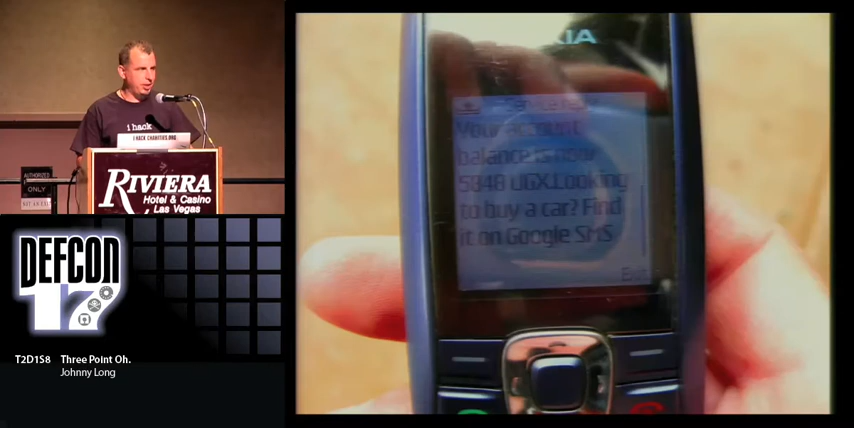 i hack
I HACK CHARITIES.ORG
AUTHORIZED
ONLY
RIVIERA
Hotel & Casino
Las Vegas
DEFCON
17
T2D1S8 Three Point Oh.
Johnny Long
Your account
balance is now
5348 UGX.Looking
to buy a car? Find
it on Google SMS